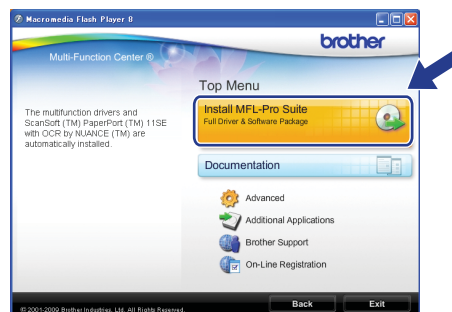 Macromedia Flash Player 8
brother
Multi-Function Center ®
Top Menu
Install MFL-Pro Suite
Full Driver & Software Package
The multifunction drivers and
ScanSoft (TM) PaperPort (TM) 11SE
with OCR by NUANCE (TM) are
automatically installed.
Documentation
Advanced
Additional Applications
Brother Support
On-Line Registration
© 2001-2009 Brother Industries, Ltd. All Rights Reserved.
Back
Exit